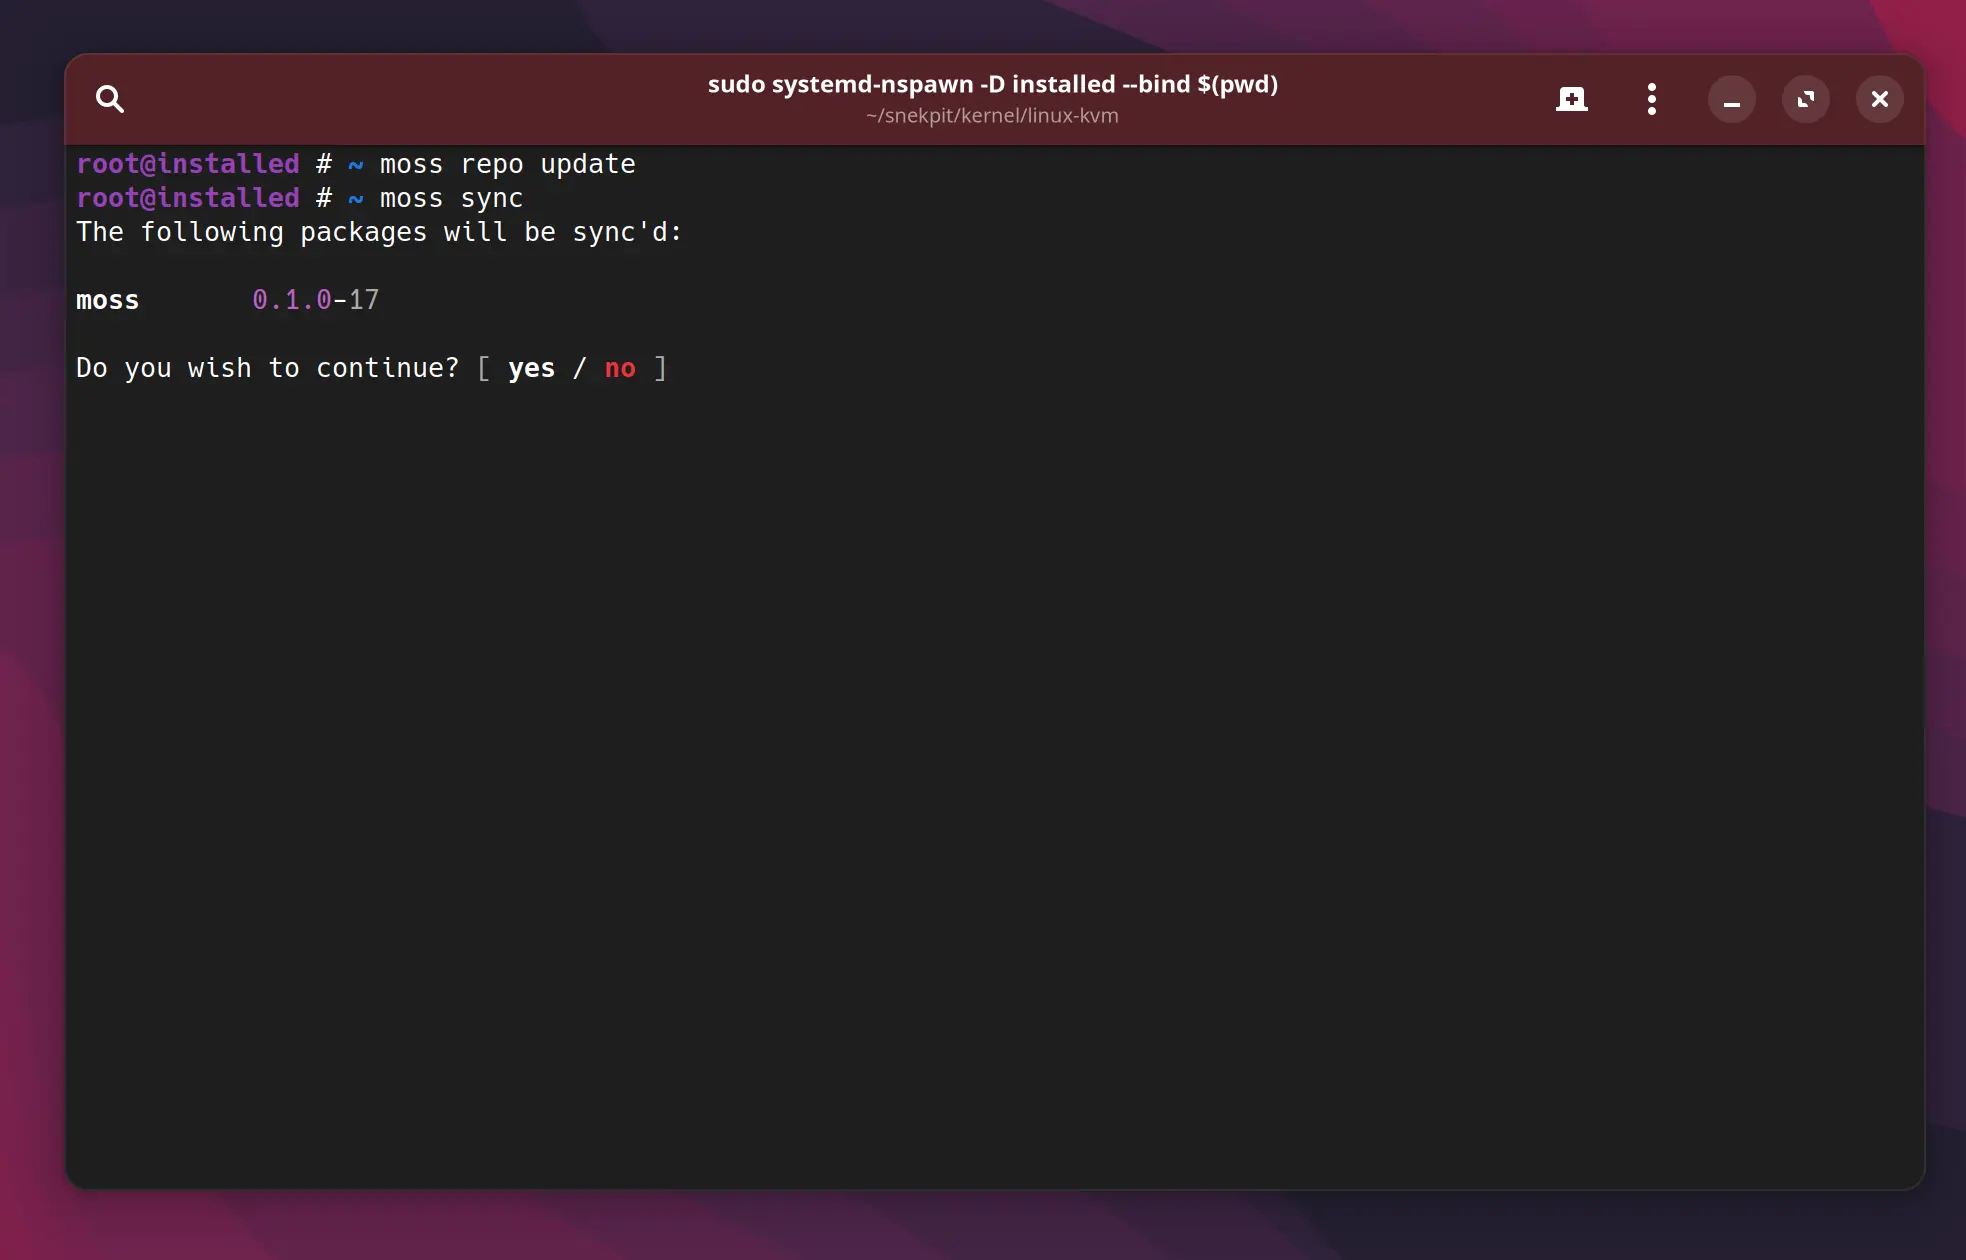 sudo systemd-nspawn -D installed --bind $(pwd)
~/snekpit/kernel/linux-kvm
root@installed # ~ moss repo update
root@installed # ~ moss sync
The following packages will be sync'd:
moss 0.1.0-17
Do you wish to continue? [ yes / no ]